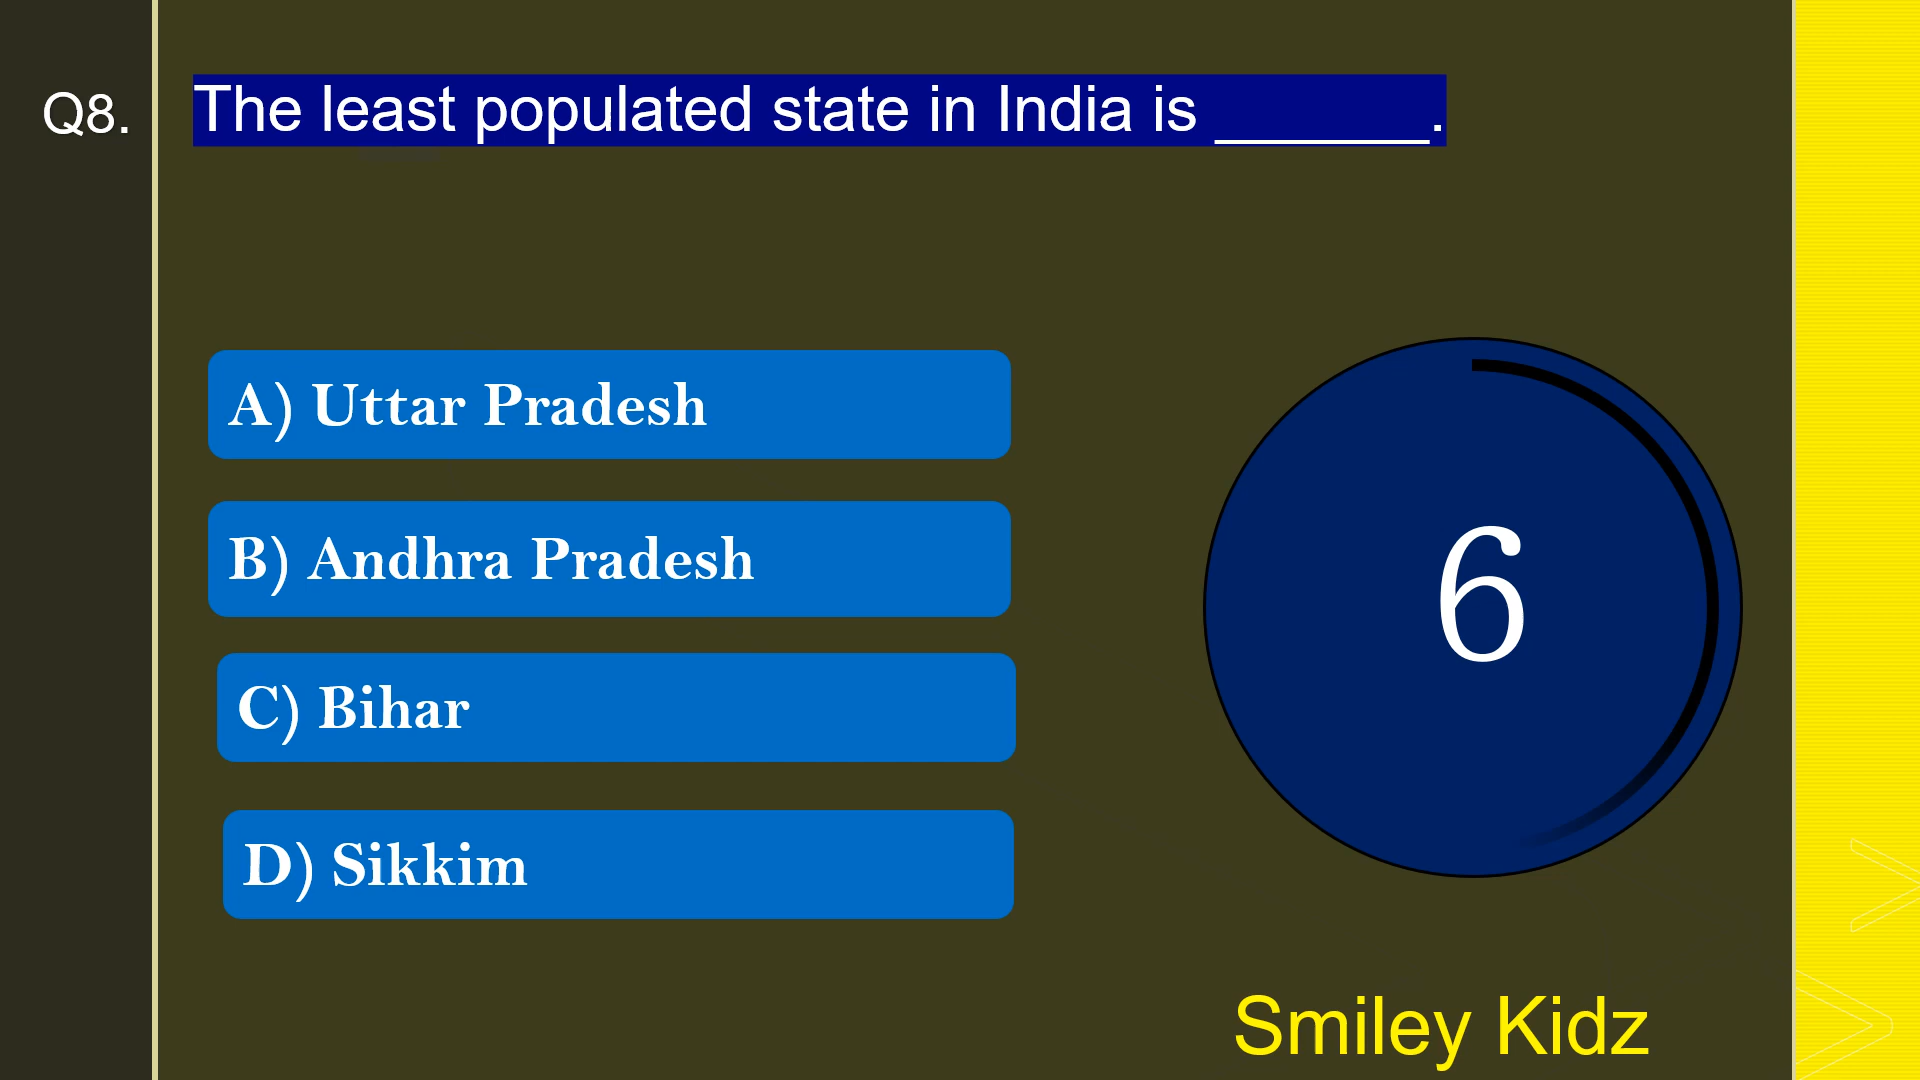 Q8. The least populated state in India is ______.
A) Uttar Pradesh
B) Andhra Pradesh
C) Bihar
D) Sikkim
6
Smiley Kidz